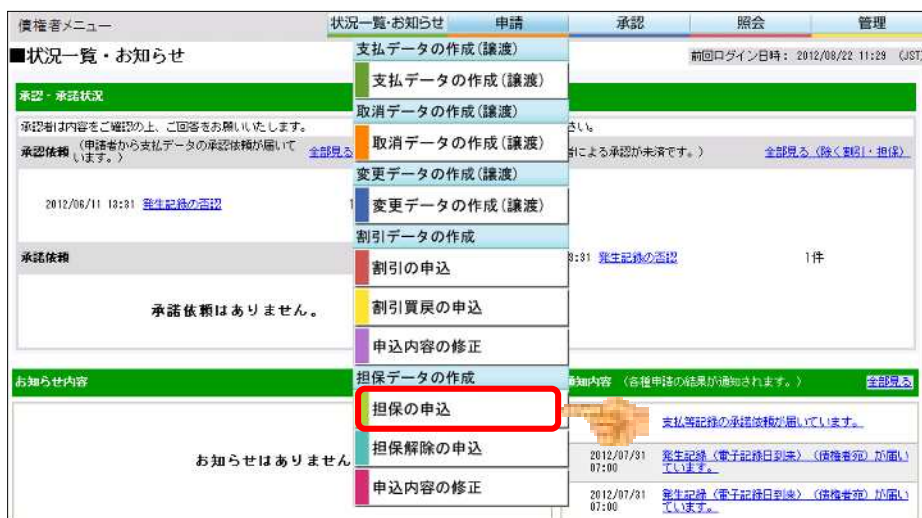 債権者メニュー
状況一覧・お知らせ 申請 承認 照会 管理
■状況一覧・お知らせ
前回ログイン日時： 2012/08/22 11:29 (JST
支払データの作成(譲渡)
支払データの作成(譲渡)
取消データの作成(譲渡)
取消データの作成(譲渡)
変更データの作成(譲渡)
変更データの作成(譲渡)
割引データの作成
割引の申込
割引買戻の申込
申込内容の修正
担保データの作成
担保の申込
担保解除の申込
申込内容の修正
承認・承諾状況
承認者は内容をご確認の上、ご回答をお願いいたします。
さい。
承認依頼 (申請者から支払データの承認依頼が届いて
います。)
全部見る
による承認が未済です。)
全部見る (除く割引・担保)
2012/06/11 13:31 発生記録の否認
1
3:31 発生記録の否認 1件
承諾依頼
承諾依頼はありません。
お知らせ内容
お知らせはありません
知内容 (各種申請の結果が通知されます。)
全部見る
支払等記録の承諾依頼が届いています。
2012/07/31
07:00
発生記録（電子記録日到来）（債権者宛）が届い
ています。
2012/07/31
07:00
発生記録（電子記録日到来）（債権者宛）が届い
ています。